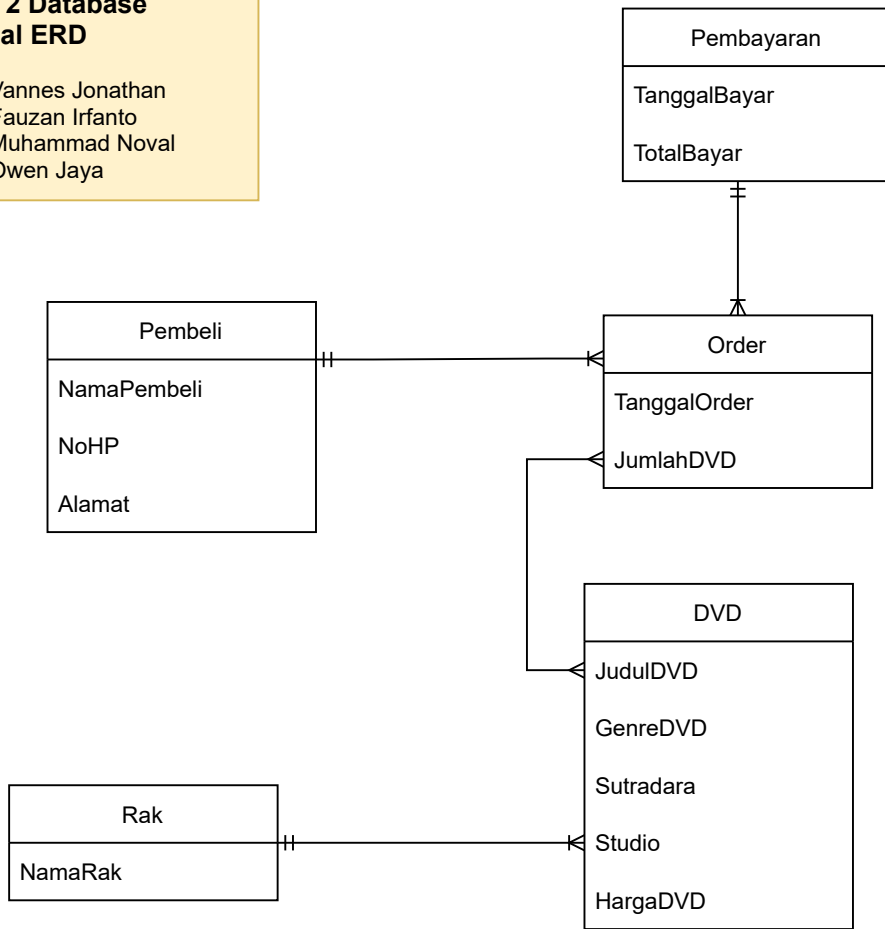 2 Database
al ERD
Vannes Jonathan
Fauzan Irfanto
Muhammad Noval
Owen Jaya
Pembayaran
TanggalBayar
TotalBayar
Pembeli
NamaPembeli
NoHP
Alamat
Order
TanggalOrder
JumlahDVD
DVD
JudulDVD
GenreDVD
Sutradara
Studio
HargaDVD
Rak
NamaRak